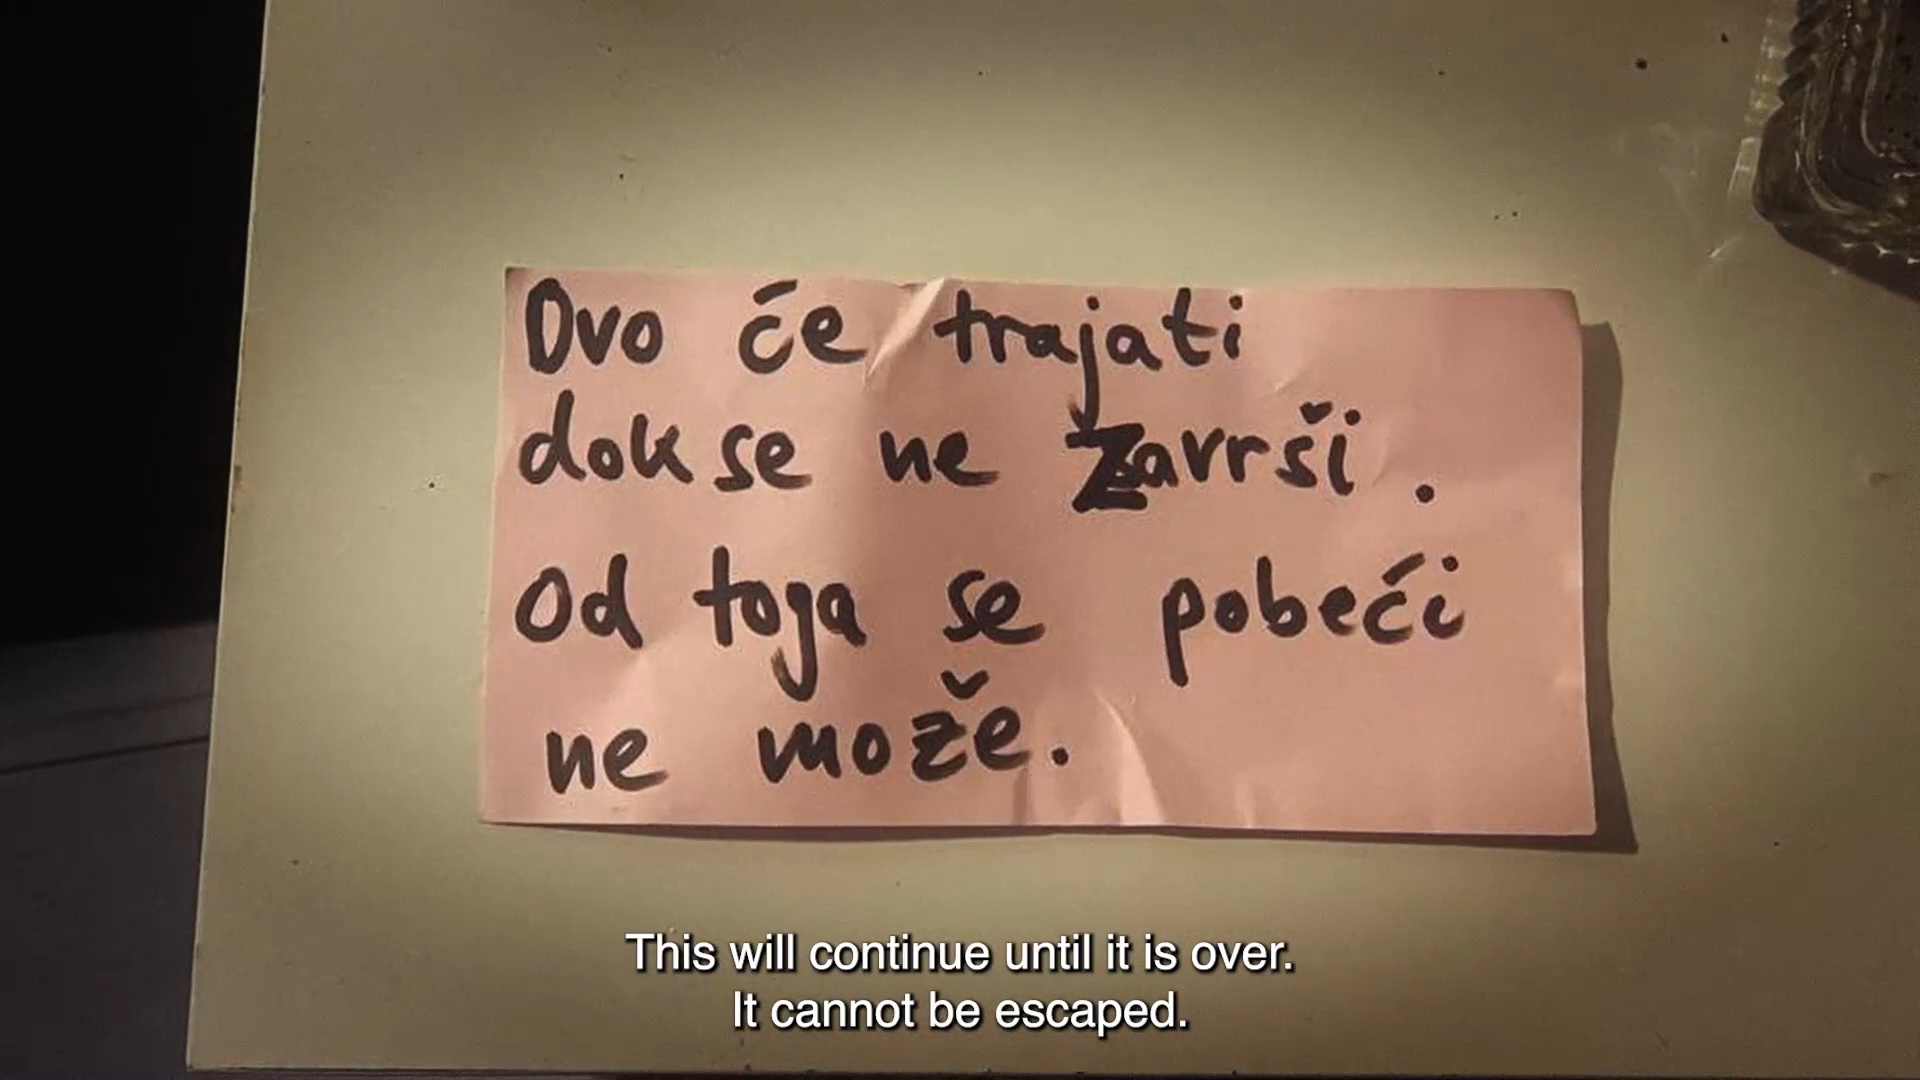 Ovo će trajati
dok se ne završi.
Od toga se pobeći
ne može.
This will continue until it is over.
It cannot be escaped.